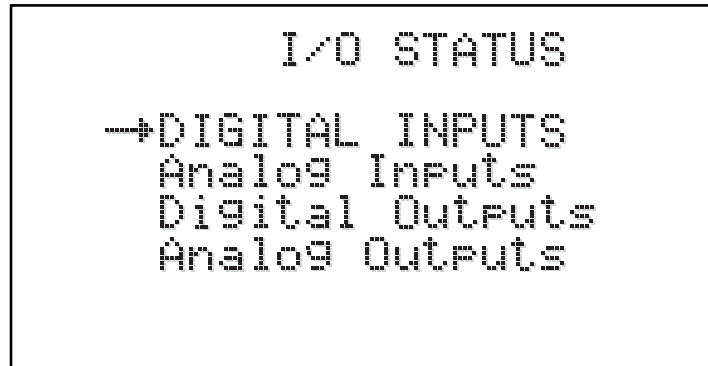 I/O STATUS
→DIGITAL INPUTS
Analog Inputs
Digital Outputs
Analog Outputs